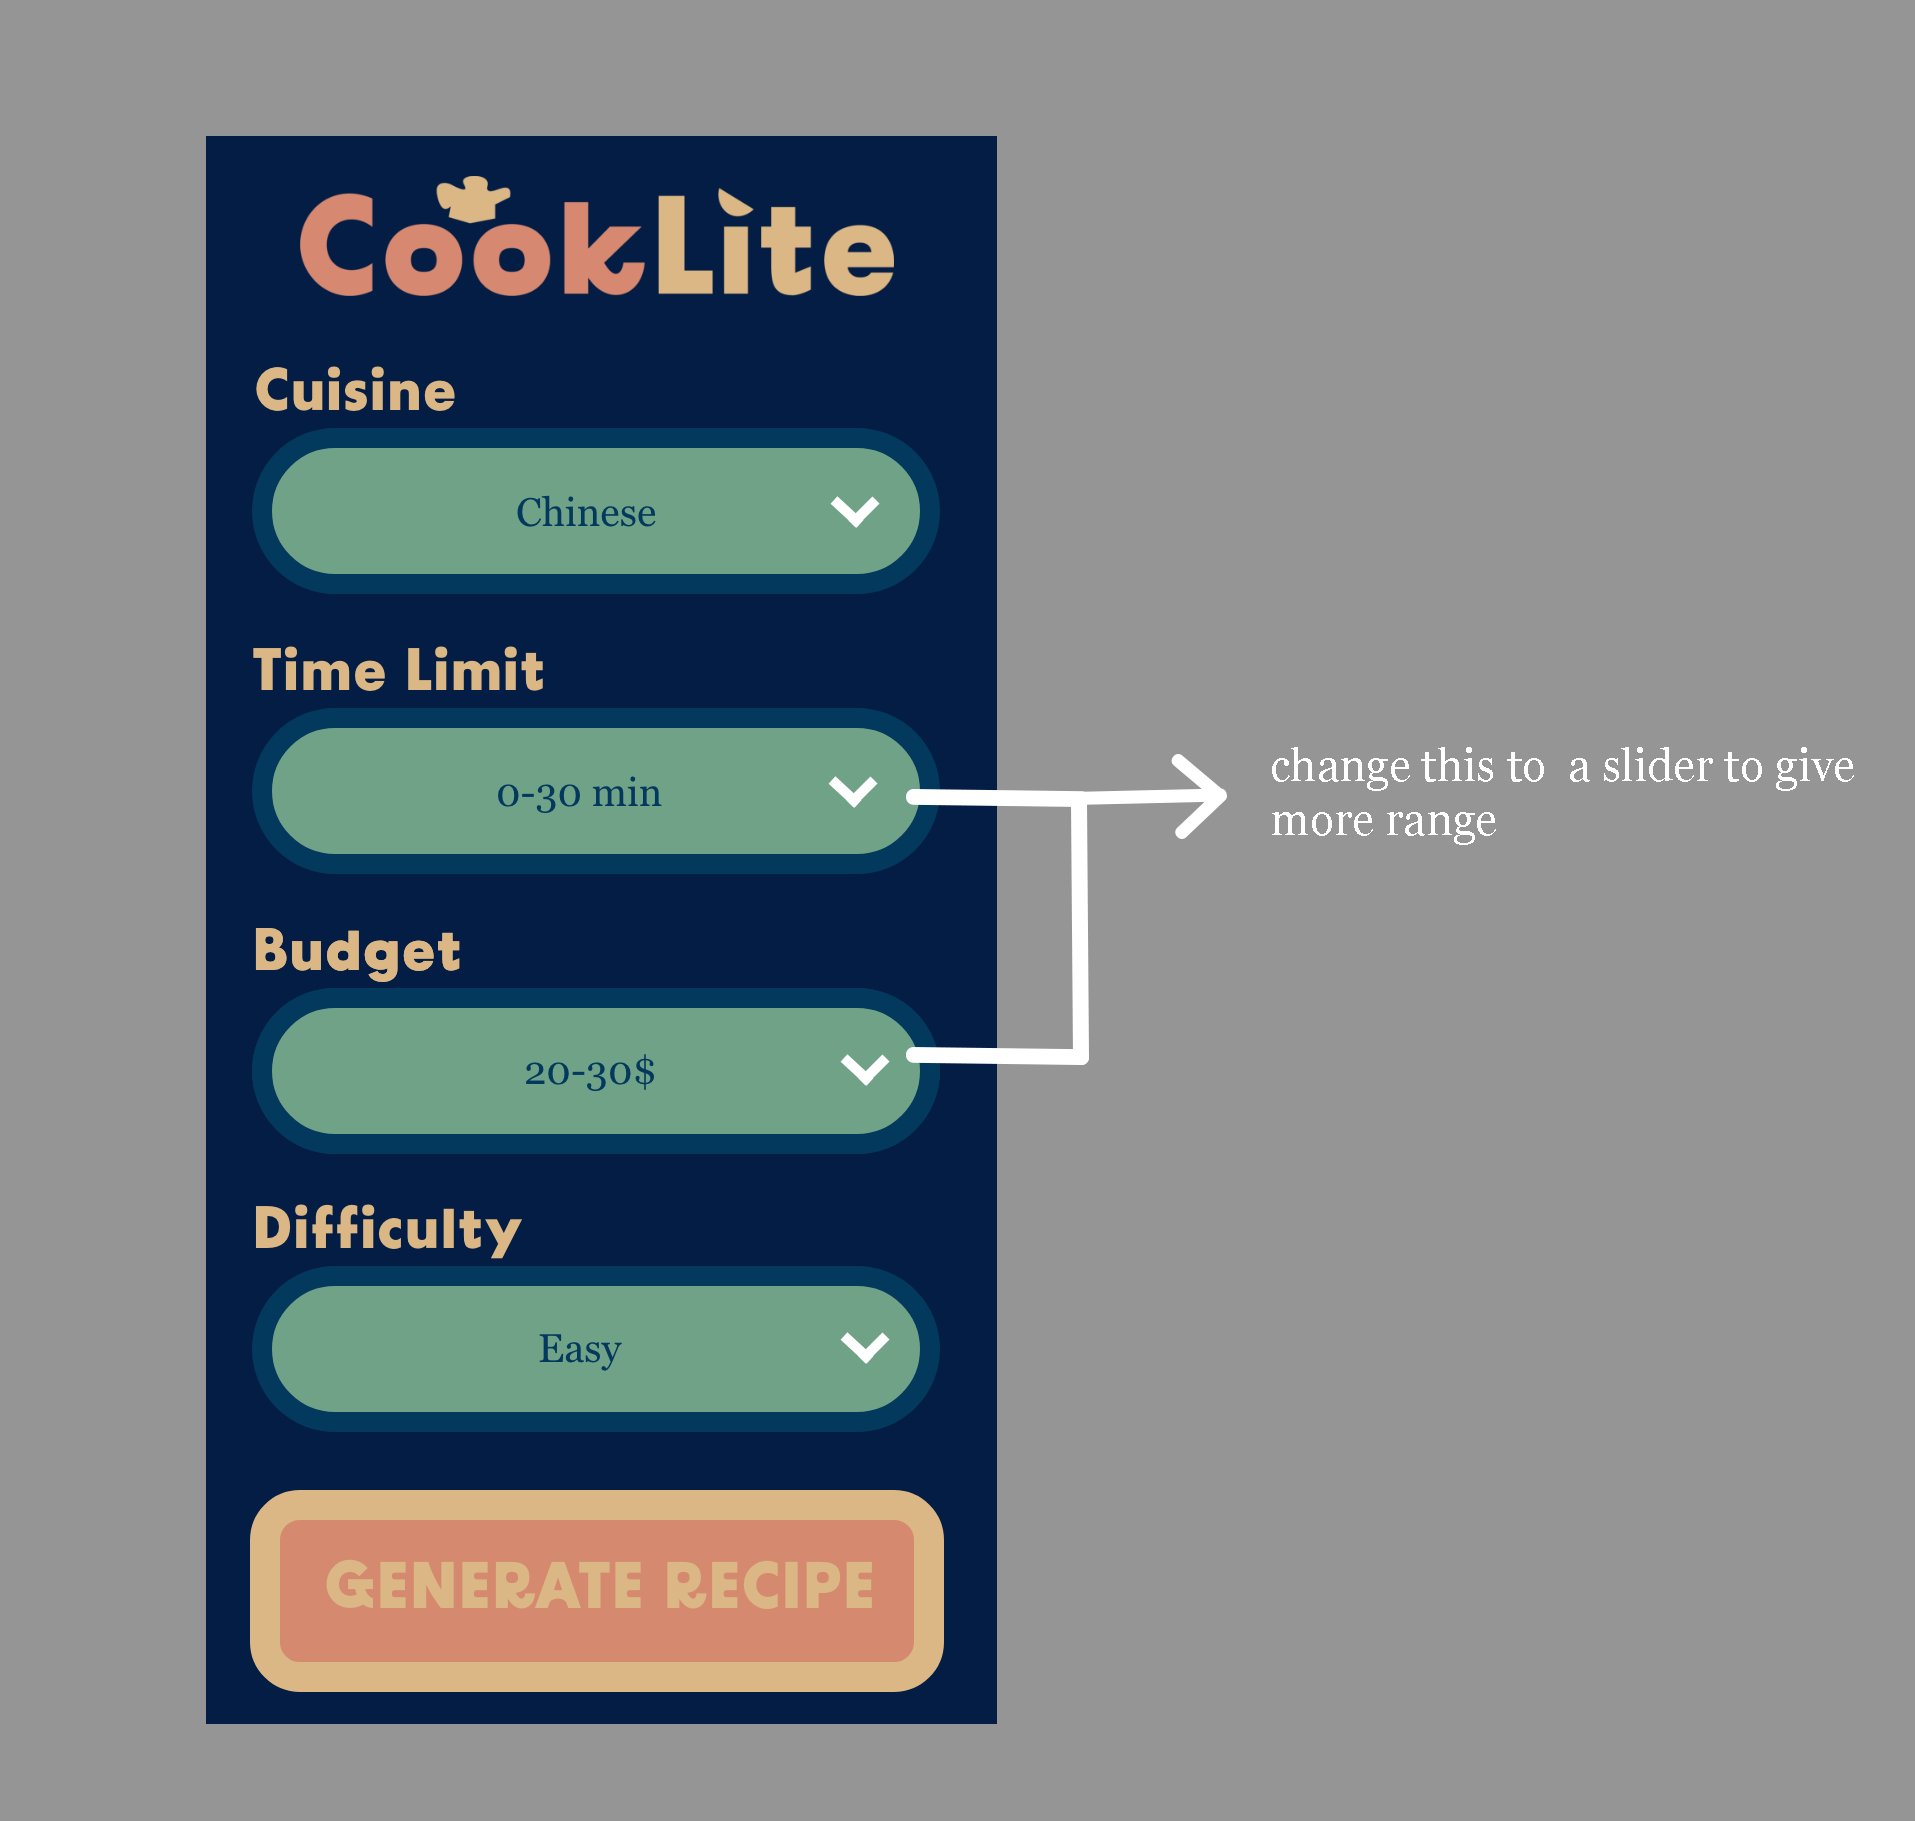 CookLite
Cuisine
Chinese
Time Limit
0-30 min
change this to  a slider to give
more range
Budget
20-30$
Difficulty
Easy
GENERATE RECIPE